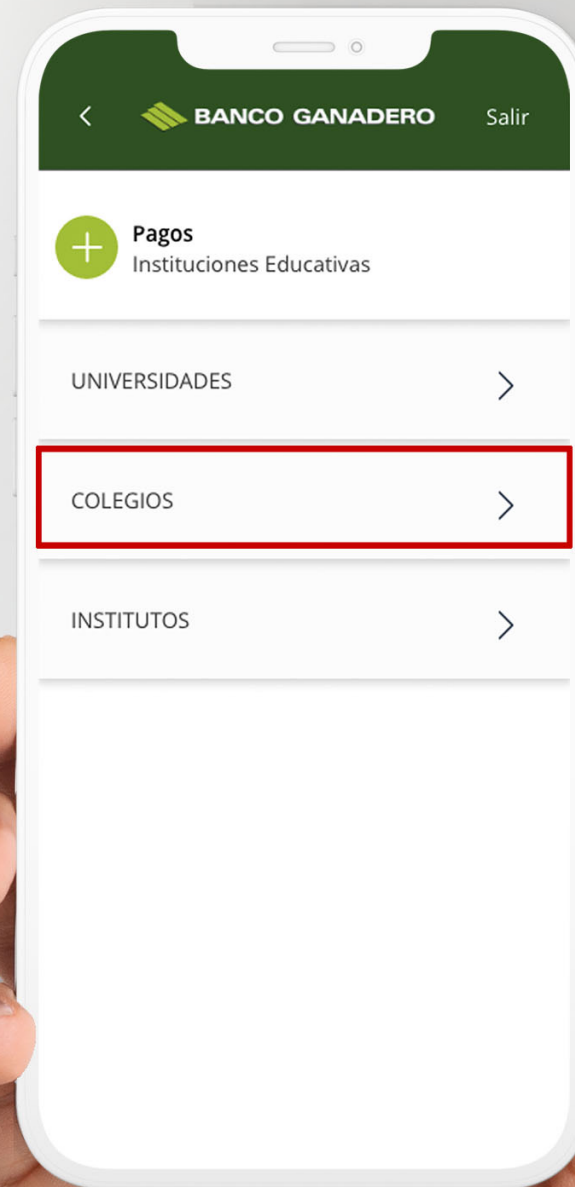 BANCO GANADERO Salir
Pagos
Instituciones Educativas
UNIVERSIDADES
COLEGIOS
INSTITUTOS